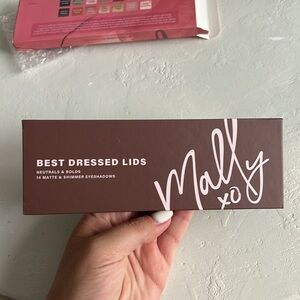 BEST DRESSED LIDS
NEUTRALS & BOLDS
14 MATTE & SHIMMER EYESHADOWS
Mally
xo